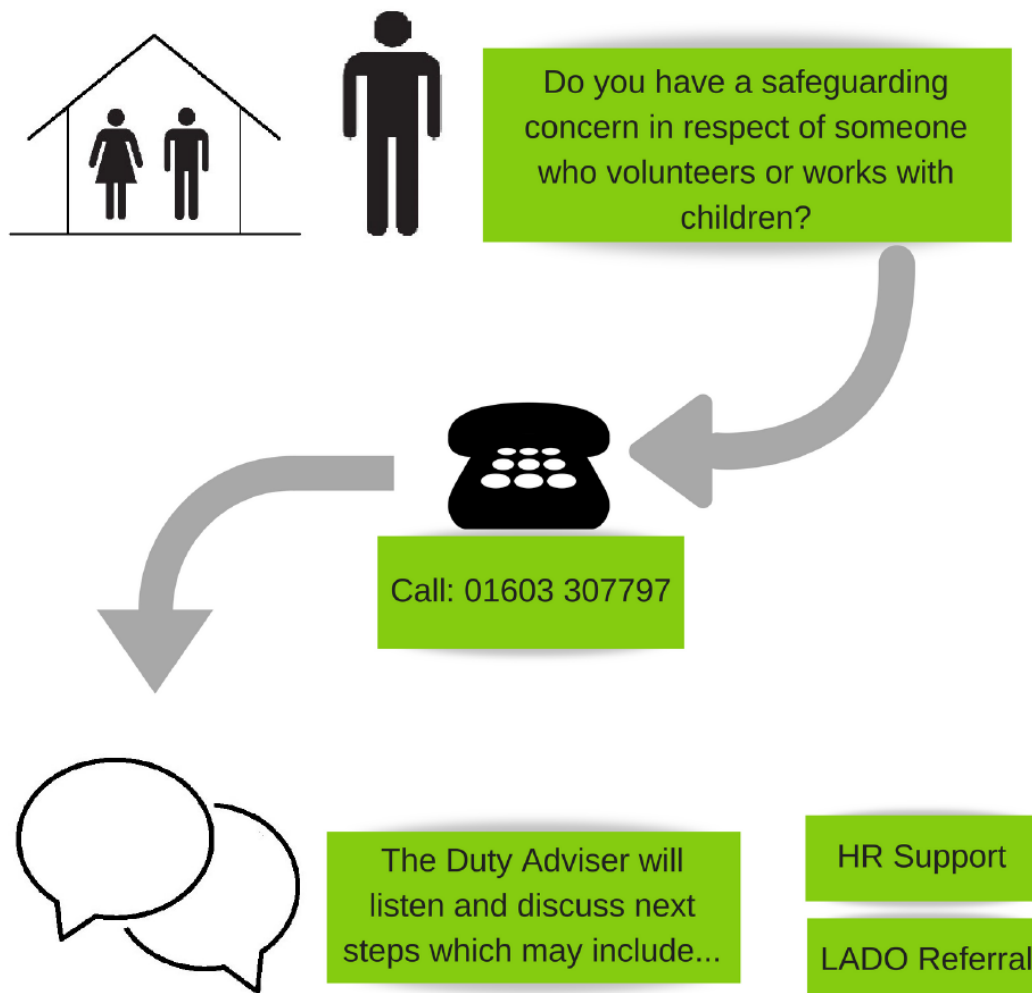 Do you have a safeguarding
concern in respect of someone
who volunteers or works with
children?
Call: 01603 307797
The Duty Adviser will
listen and discuss next
steps which may include...
HR Support
LADO Referral